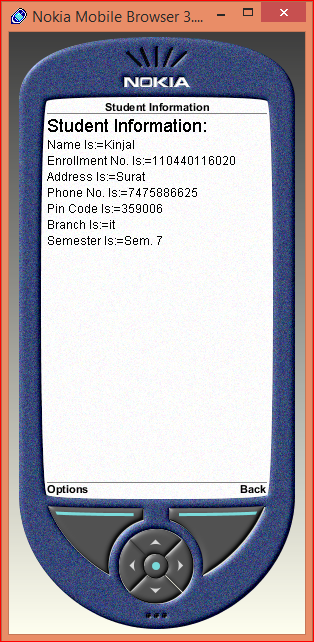 Nokia Mobile Browser 3....
NOKIA
Student Information
Student Information:
Name Is:=Kinjal
Enrollment No. Is:=110440116020
Address Is:=Surat
Phone No. Is:=7475886625
Pin Code Is:=359006
Branch Is:=it
Semester Is:=Sem. 7
Options Back